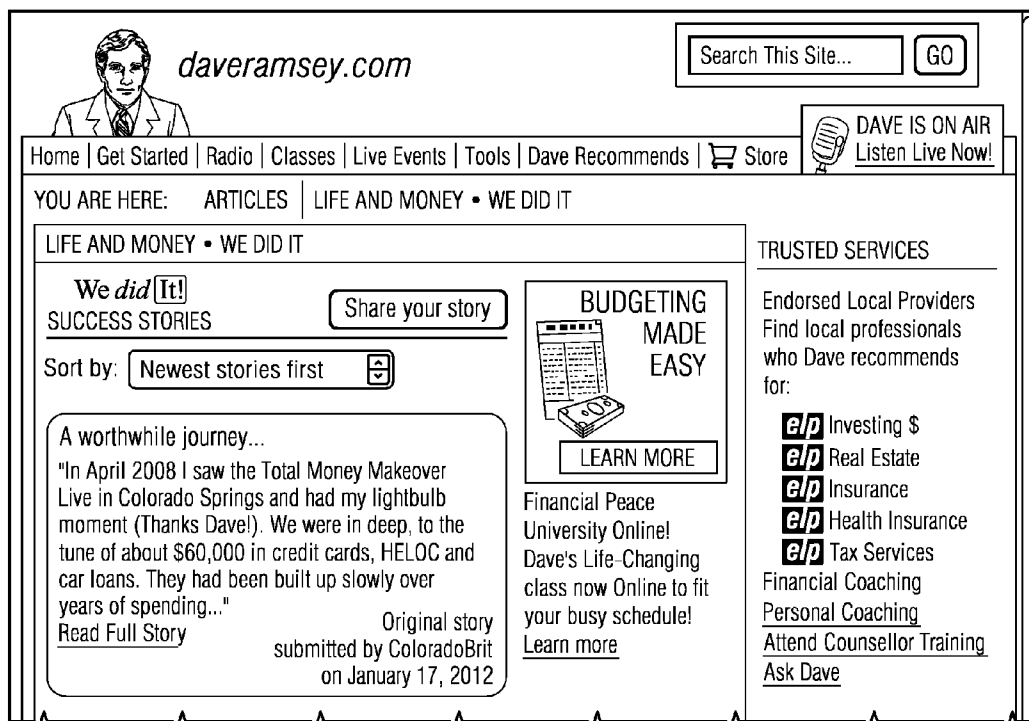 daveramsey.com
Search This Site...
GO
DAVE IS ON AIR
Listen Live Now!
Home | Get Started | Radio | Classes | Live Events | Tools | Dave Recommends | Store
YOU ARE HERE: ARTICLES | LIFE AND MONEY • WE DID IT
LIFE AND MONEY • WE DID IT
We did It!
SUCCESS STORIES
Share your story
Sort by: Newest stories first
A worthwhile journey...
"In April 2008 I saw the Total Money Makeover
Live in Colorado Springs and had my lightbulb
moment (Thanks Dave!). We were in deep, to the
tune of about $60,000 in credit cards, HELOC and
car loans. They had been built up slowly over
years of spending..."
Read Full Story
Original story
submitted by ColoradoBrit
on January 17, 2012
BUDGETING
MADE
EASY
LEARN MORE
Financial Peace
University Online!
Dave's Life-Changing
class now Online to fit
your busy schedule!
Learn more
TRUSTED SERVICES
Endorsed Local Providers
Find local professionals
who Dave recommends
for:
elp Investing $
elp Real Estate
elp Insurance
elp Health Insurance
elp Tax Services
Financial Coaching
Personal Coaching
Attend Counsellor Training
Ask Dave